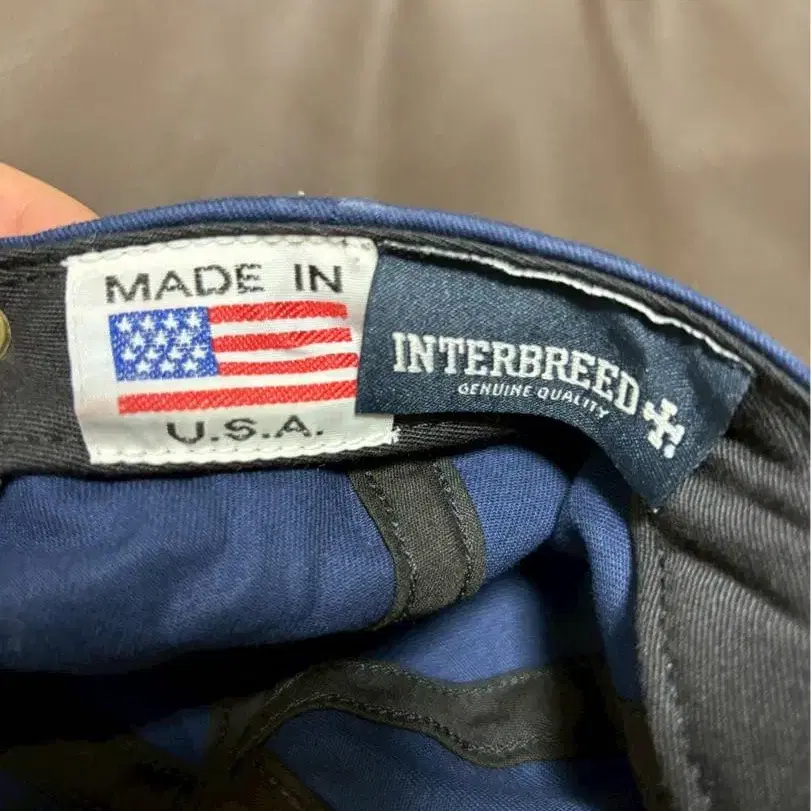 MADE IN
U.S.A.
INTERBREED
GENUINE QUALITY